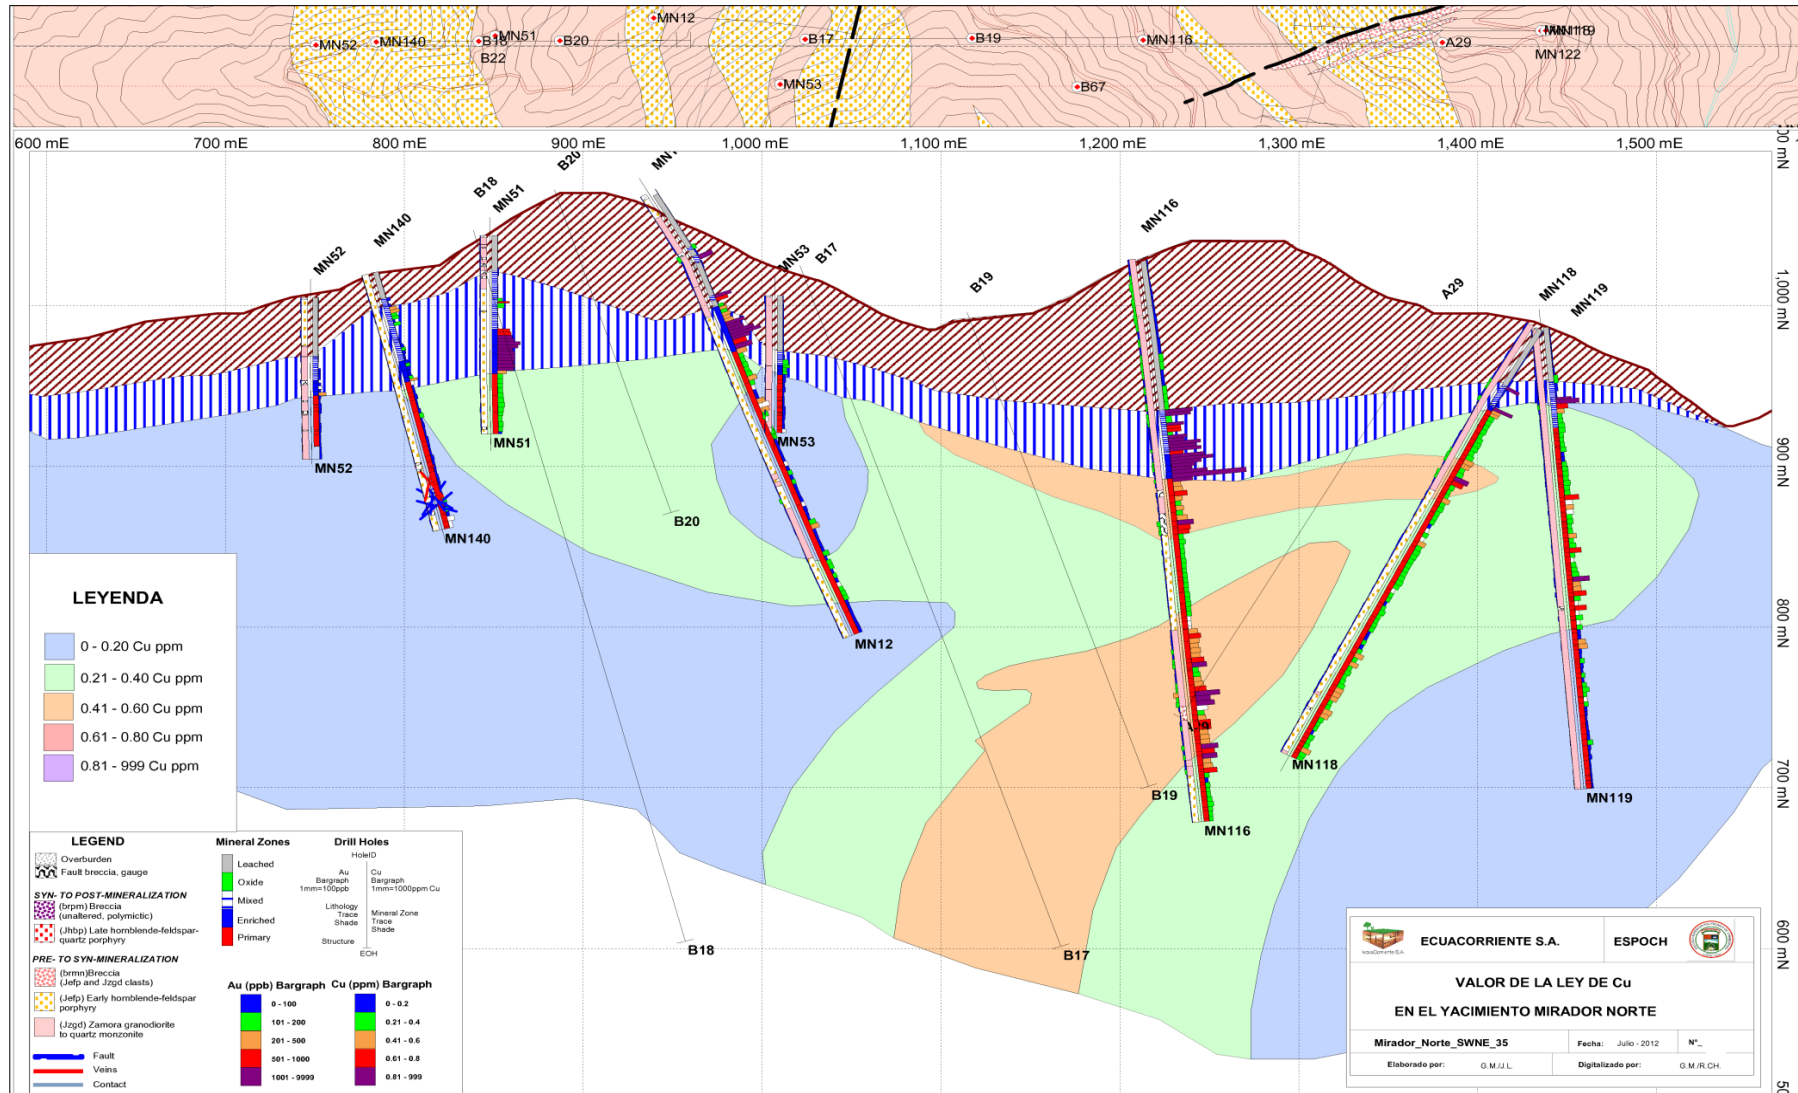 MN12
MN52
MN140
B18
MN51
B22
B20
B17
MN53
B19
B67
MN116
A29
MN122
600 mE 700 mE 800 mE 900 mE 1,000 mE 1,100 mE 1,200 mE 1,300 mE 1,400 mE 1,500 mE
1,000 mN
900 mN
800 mN
700 mN
600 mN
MN52
MN140
B18
MN51
B20
MN53
B17
B19
MN116
A29
MN118
MN119
MN52
MN140
MN51
B20
MN53
MN12
B18
B17
B19
MN116
MN118
MN119
LEYENDA
0 - 0.20 Cu ppm
0.21 - 0.40 Cu ppm
0.41 - 0.60 Cu ppm
0.61 - 0.80 Cu ppm
0.81 - 999 Cu ppm
LEGEND
Overburden
Fault breccia, gauge
SYN- TO POST-MINERALIZATION
(brpm) Breccia
(unaltered, polymictic)
(Jhbp) Late hornblende-feldspar-
quartz porphyry
PRE- TO SYN-MINERALIZATION
(brmn)Breccia
(Jefp and Jzgd clasts)
(Jefp) Early hornblende-feldspar
porphyry
(Jzgd) Zamora granodiorite
to quartz monzonite
Fault
Veins
Contact
Mineral Zones
Leached
Oxide
Mixed
Enriched
Primary
Drill Holes
HoleID
Au
Bargraph
1mm=100ppb
Cu
Bargraph
1mm=1000ppm Cu
Lithology
Trace
Shade
Mineral Zone
Trace
Shade
Structure
EOH
Au (ppb) Bargraph
0 - 100
101 - 200
201 - 500
501 - 1000
1001 - 9999
Cu (ppm) Bargraph
0 - 0.2
0.21 - 0.4
0.41 - 0.6
0.61 - 0.8
0.81 - 999
ECUACORRIENTE S.A. ESPOCH
VALOR DE LA LEY DE Cu
EN EL YACIMIENTO MIRADOR NORTE
Mirador_Norte_SWNE_35 Fecha: Julio - 2012 N°_
Elaborado por: G.M./J.L. Digitalizado por: G.M./R.CH.